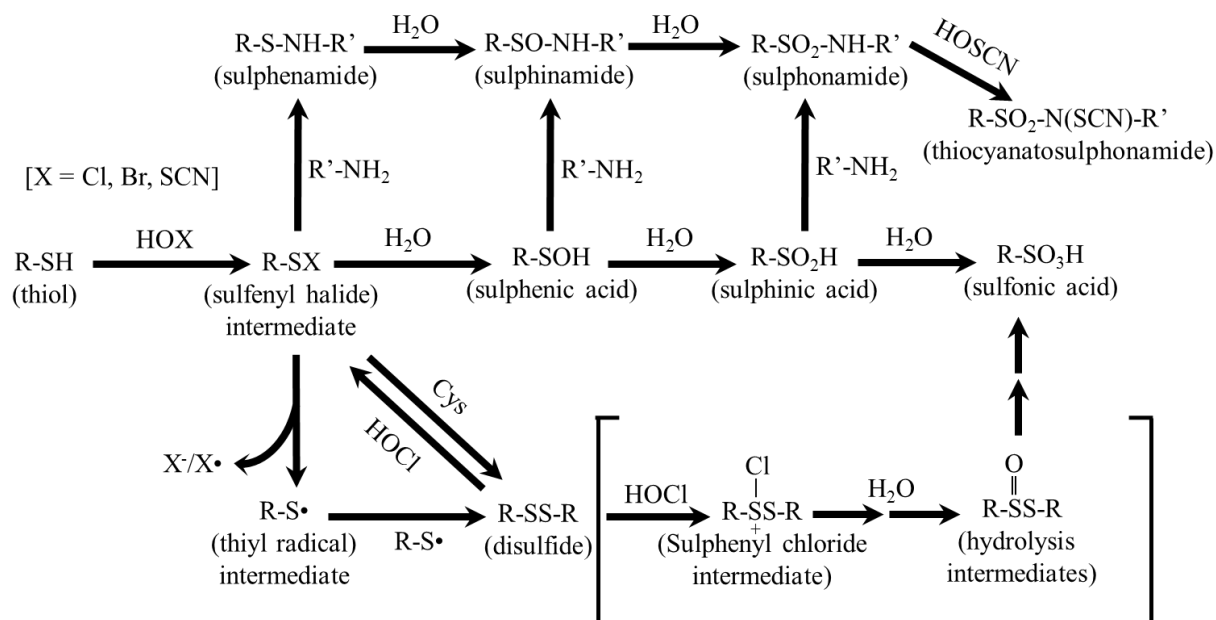 R-S-NH-R’ H₂O R-SO-NH-R’ H₂O R-SO₂-NH-R’ HOSCN
(sulphenamide) (sulphinamide) (sulphonamide)
R-SO₂-N(SCN)-R’
(thiocyanatosulphonamide)
[X = Cl, Br, SCN] R’-NH₂ R’-NH₂ R’-NH₂
HOX H₂O H₂O H₂O
R-SH R-SX R-SOH R-SO₂H R-SO₃H
(thiol) (sulfenyl halide) (sulphenic acid) (sulphinic acid) (sulfonic acid)
intermediate
Cys
HOCl
X⁻/X• Cl O
HOCl H₂O
R-S• R-SS-R R-SS-R R-SS-R
+
(thiyl radical) R-S• (disulfide) (Sulphenyl chloride (hydrolysis
intermediate intermediate) intermediates)